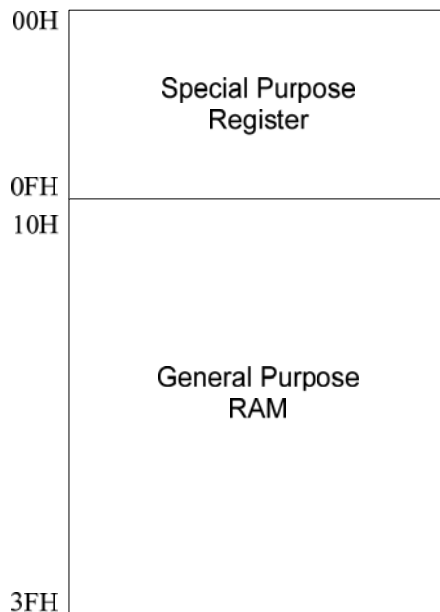 00H
Special Purpose
Register
0FH
10H
General Purpose
RAM
3FH